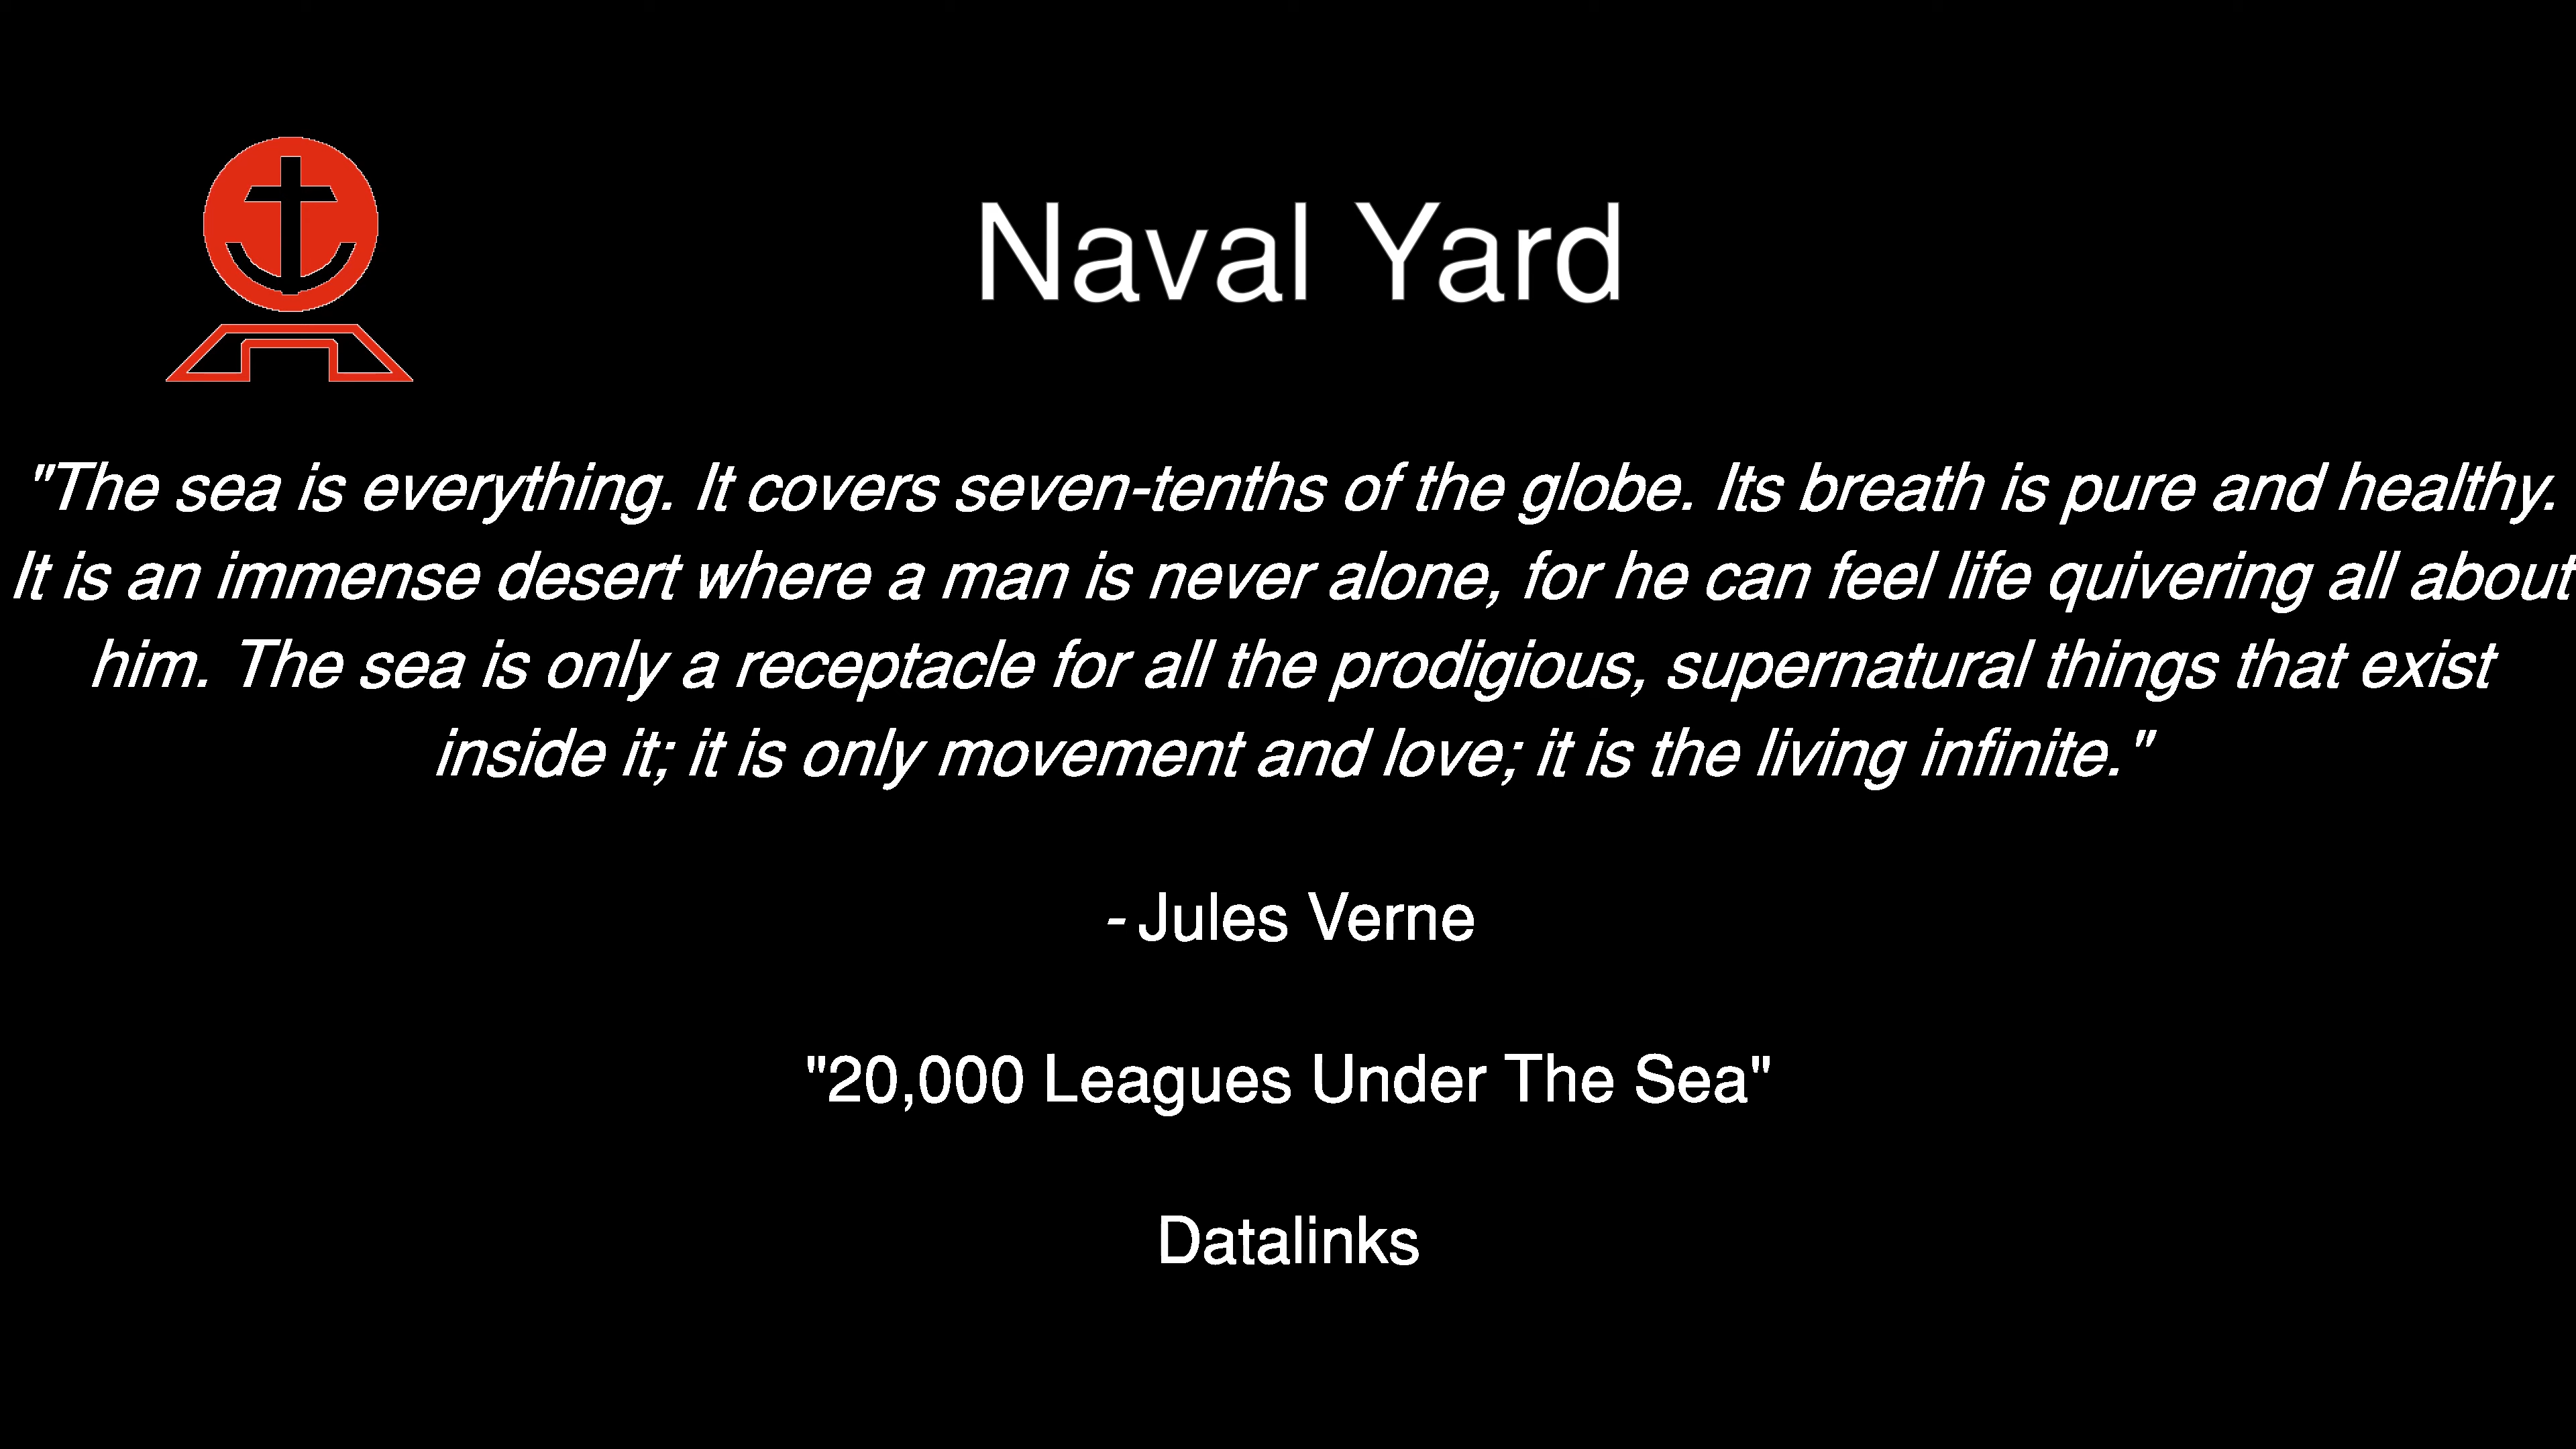 Naval Yard
"The sea is everything. It covers seven-tenths of the globe. Its breath is pure and healthy.
It is an immense desert where a man is never alone, for he can feel life quivering all about
him. The sea is only a receptacle for all the prodigious, supernatural things that exist
inside it; it is only movement and love; it is the living infinite."
- Jules Verne
"20,000 Leagues Under The Sea"
Datalinks